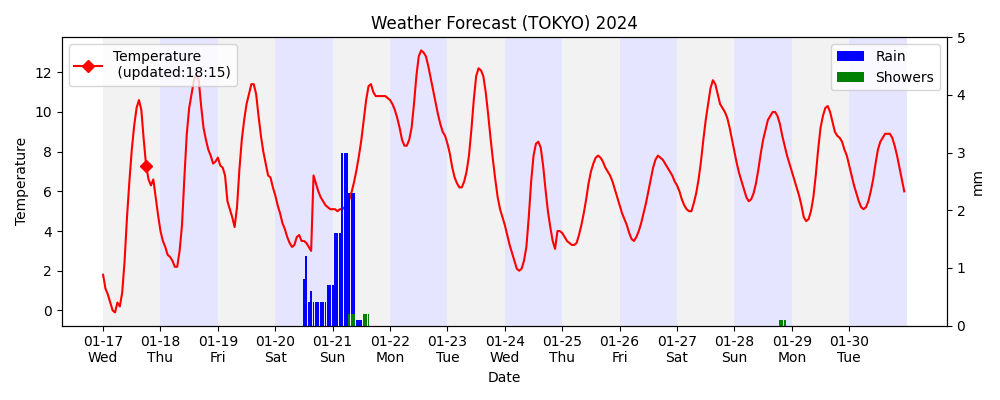 Weather Forecast (TOKYO) 2024
Temperature
(updated:18:15)
Rain
Showers
Temperature
12
10
8
6
4
2
0
5
4
3
2
1
0
mm
01-17 01-18 01-19 01-20 01-21 01-22 01-23 01-24 01-25 01-26 01-27 01-28 01-29 01-30
Wed Thu Fri Sat Sun Mon Tue Wed Thu Fri Sat Sun Mon Tue
Date